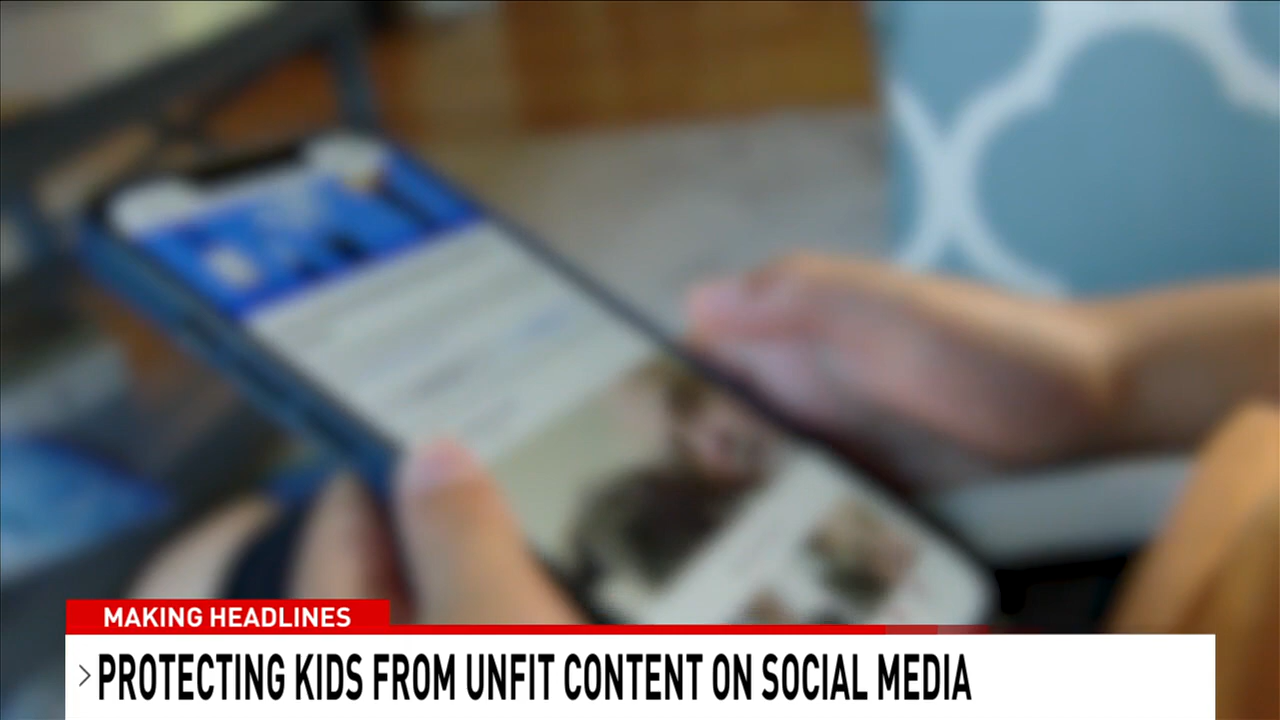 MAKING HEADLINES
PROTECTING KIDS FROM UNFIT CONTENT ON SOCIAL MEDIA